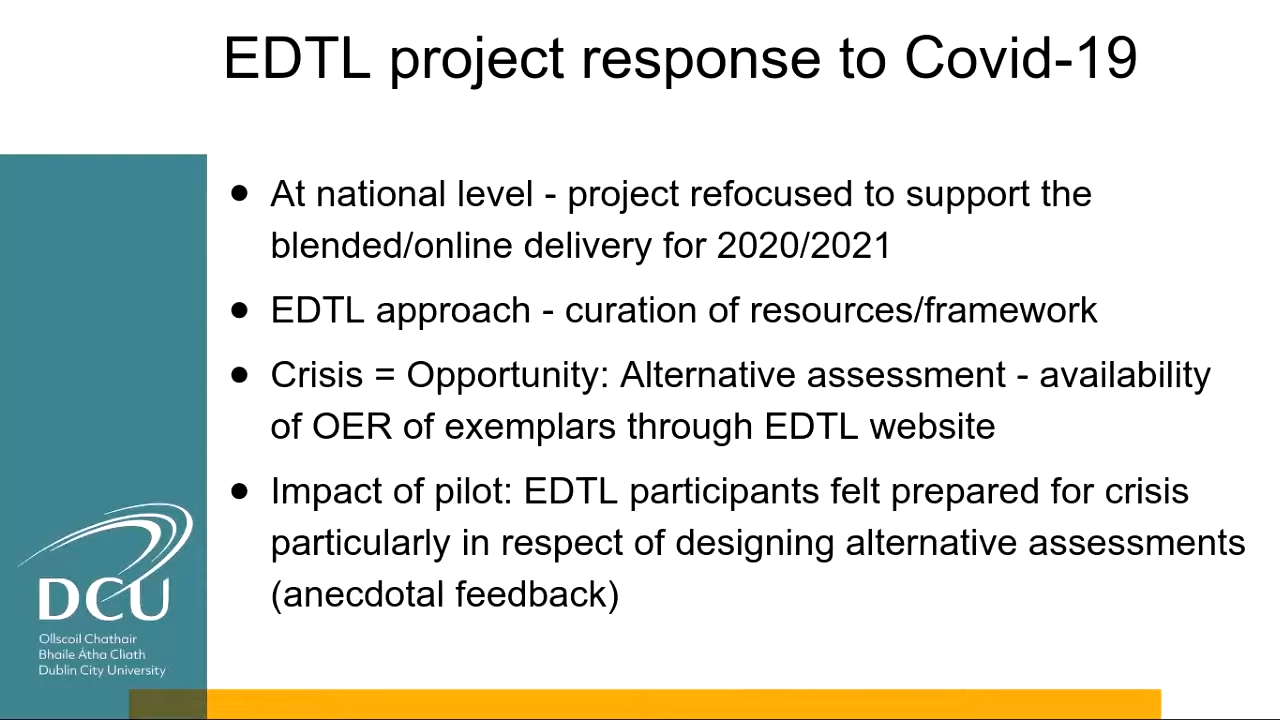 EDTL project response to Covid-19
● At national level - project refocused to support the
blended/online delivery for 2020/2021
● EDTL approach - curation of resources/framework
● Crisis = Opportunity: Alternative assessment - availability
of OER of exemplars through EDTL website
● Impact of pilot: EDTL participants felt prepared for crisis
particularly in respect of designing alternative assessments
(anecdotal feedback)
DCU
Ollscoil Chathair
Bhaile Átha Cliath
Dublin City University